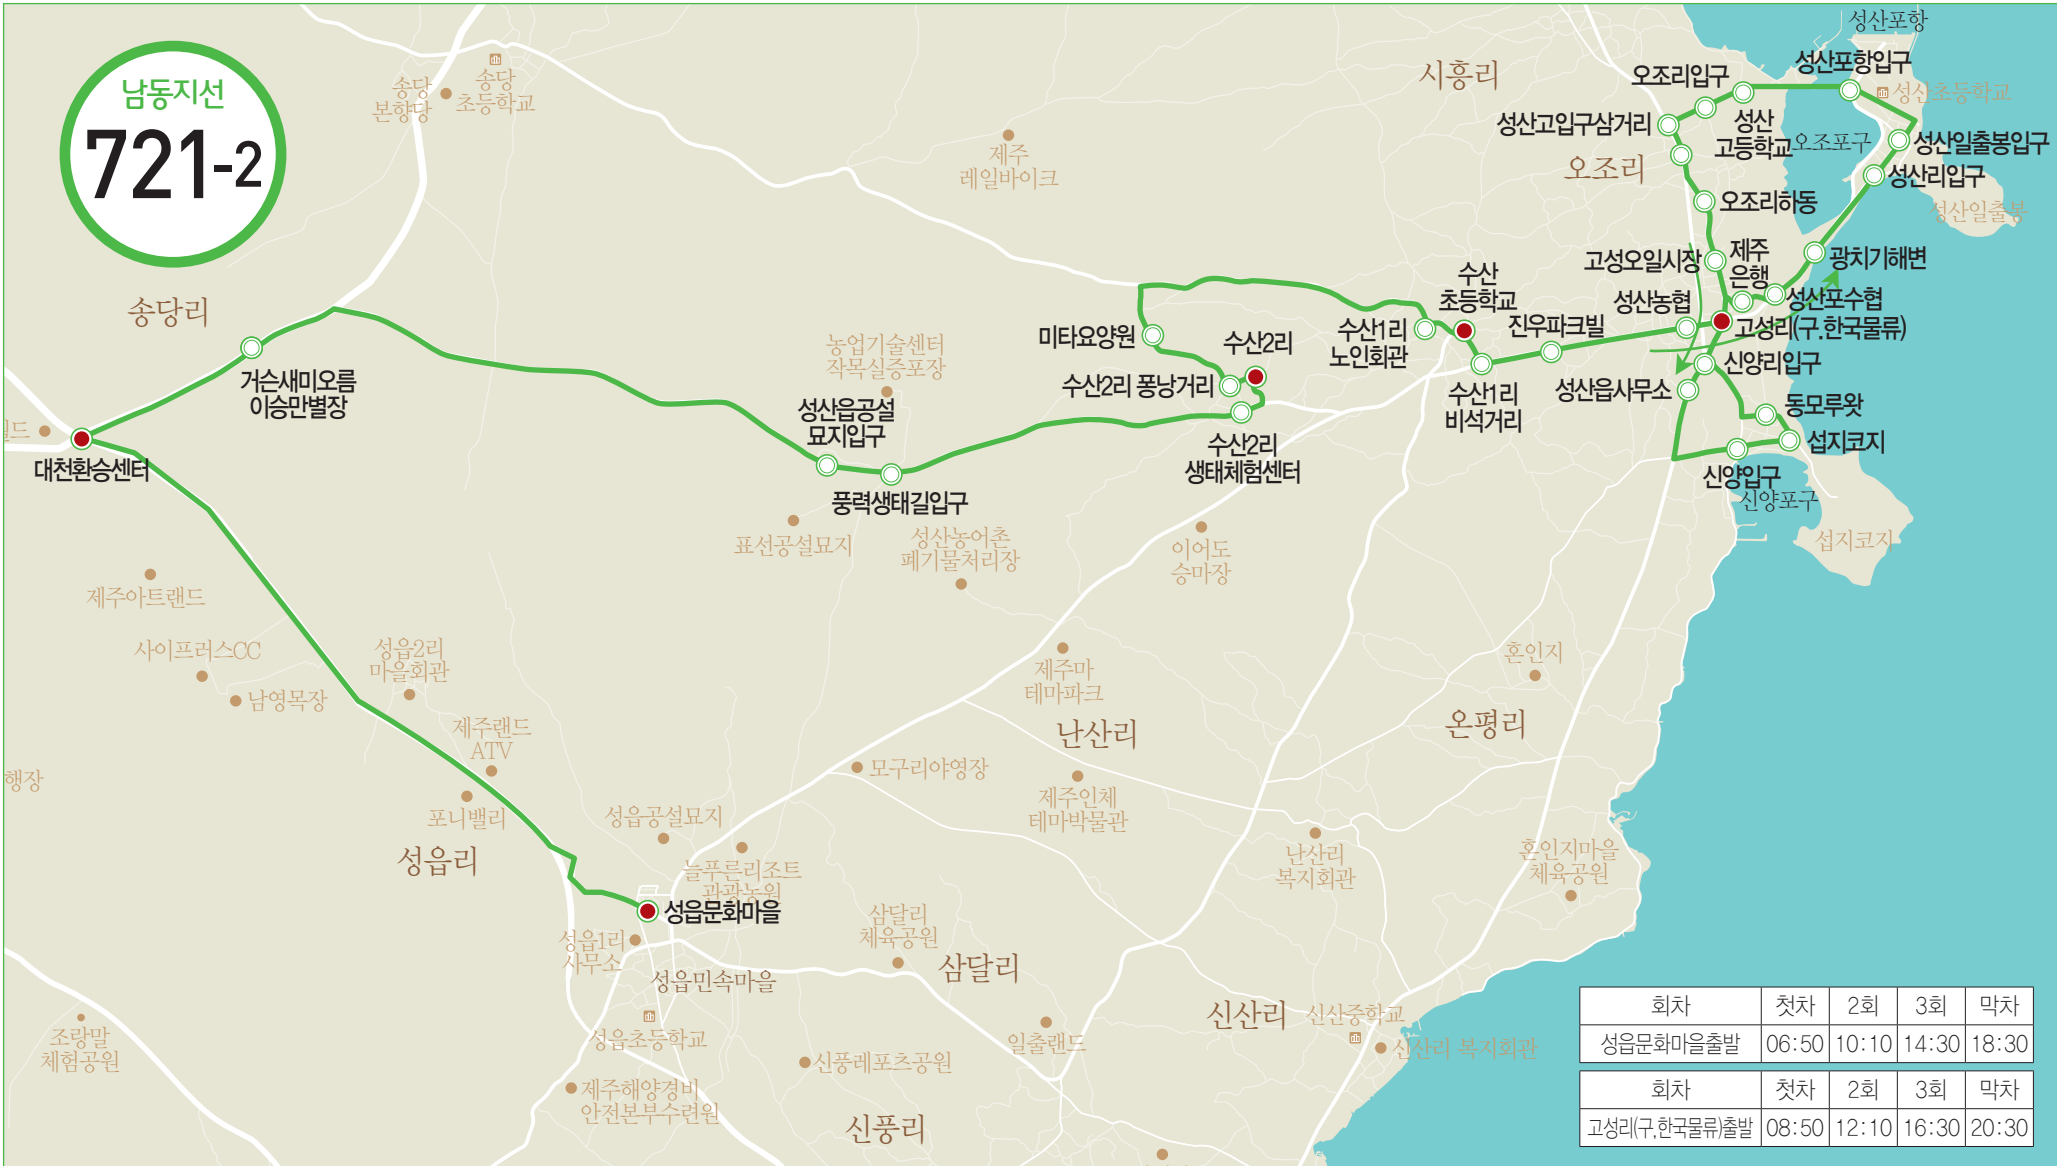 남동지선
721-2
성산포항
성산포항입구
성산초등학교
오조리입구
시흥리
성산고입구삼거리
성산
고등학교
오조포구
성산일출봉입구
성산리입구
성산일출봉
오조리
오조리하동
송당
본향당
송당
초등학교
제주
레일바이크
고성오일시장
제주
은행
광치기해변
수산
초등학교
성산농협
성산포수협
고성리(구,한국물류)
진우파크빌
수산1리
노인회관
미타요양원
수산2리
수산2리 퐁낭거리
수산1리
비석거리
성산읍사무소
신양리입구
동모루왓
섭지코지
신양입구
신양포구
섭지코지
송당리
거슨새미오름
이승만별장
농업기술센터
작목실증포장
성산읍공설
묘지입구
수산2리
생태체험센터
풍력생태길입구
대천환승센터
표선공설묘지
성산농어촌
폐기물처리장
이어도
승마장
제주아트랜드
사이프러스CC
남영목장
성읍2리
마을회관
제주랜드
ATV
포니밸리
제주마
테마파크
난산리
혼인지
온평리
행장
모구리야영장
제주인체
테마박물관
성읍공설묘지
성읍리
늘푸른리조트
관광농원
난산리
복지회관
혼인지마을
체육공원
성읍문화마을
성읍1리
사무소
삼달리
체육공원
삼달리
성읍민속마을
성읍초등학교
조랑말
체험공원
신산리
신산중학교
신산리 복지회관
일출랜드
신풍레포츠공원
제주해양경비
안전본부수련원
신풍리
회차 첫차 2회 3회 막차
성읍문화마을출발 06:50 10:10 14:30 18:30
회차 첫차 2회 3회 막차
고성리(구,한국물류)출발 08:50 12:10 16:30 20:30